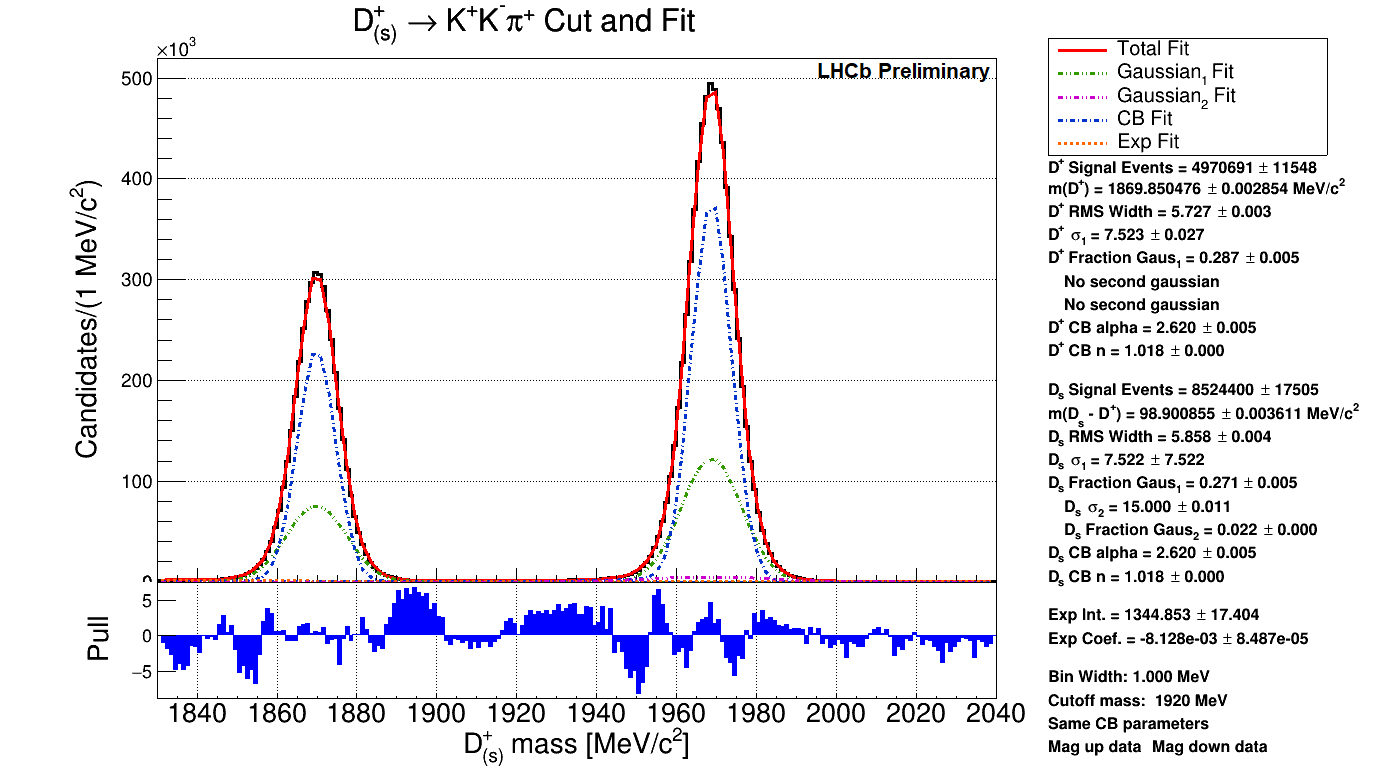 D⁺₍ₛ₎ → K⁺K⁻π⁺ Cut and Fit
×10³
LHCb Preliminary
500
400
300
200
100
0
Candidates/(1 MeV/c²)
5
0
−5
Pull
1840 1860 1880 1900 1920 1940 1960 1980 2000 2020 2040
D⁺₍ₛ₎ mass [MeV/c²]
Total Fit
Gaussian₁ Fit
Gaussian₂ Fit
CB Fit
Exp Fit
D⁺ Signal Events = 4970691 ± 11548
m(D⁺) = 1869.850476 ± 0.002854 MeV/c²
D⁺ RMS Width = 5.727 ± 0.003
D⁺ σ₁ = 7.523 ± 0.027
D⁺ Fraction Gaus₁ = 0.287 ± 0.005
No second gaussian
No second gaussian
D⁺ CB alpha = 2.620 ± 0.005
D⁺ CB n = 1.018 ± 0.000
Dₛ Signal Events = 8524400 ± 17505
m(Dₛ - D⁺) = 98.900855 ± 0.003611 MeV/c²
Dₛ RMS Width = 5.858 ± 0.004
Dₛ σ₁ = 7.522 ± 7.522
Dₛ Fraction Gaus₁ = 0.271 ± 0.005
Dₛ σ₂ = 15.000 ± 0.011
Dₛ Fraction Gaus₂ = 0.022 ± 0.000
Dₛ CB alpha = 2.620 ± 0.005
Dₛ CB n = 1.018 ± 0.000
Exp Int. = 1344.853 ± 17.404
Exp Coef. = -8.128e-03 ± 8.487e-05
Bin Width: 1.000 MeV
Cutoff mass: 1920 MeV
Same CB parameters
Mag up data Mag down data